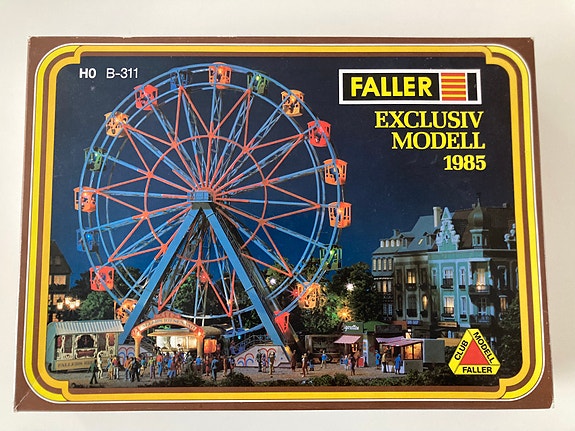 H0 B-311
FALLER
EXCLUSIV
MODELL
1985
CLUB
MODELL
FALLER